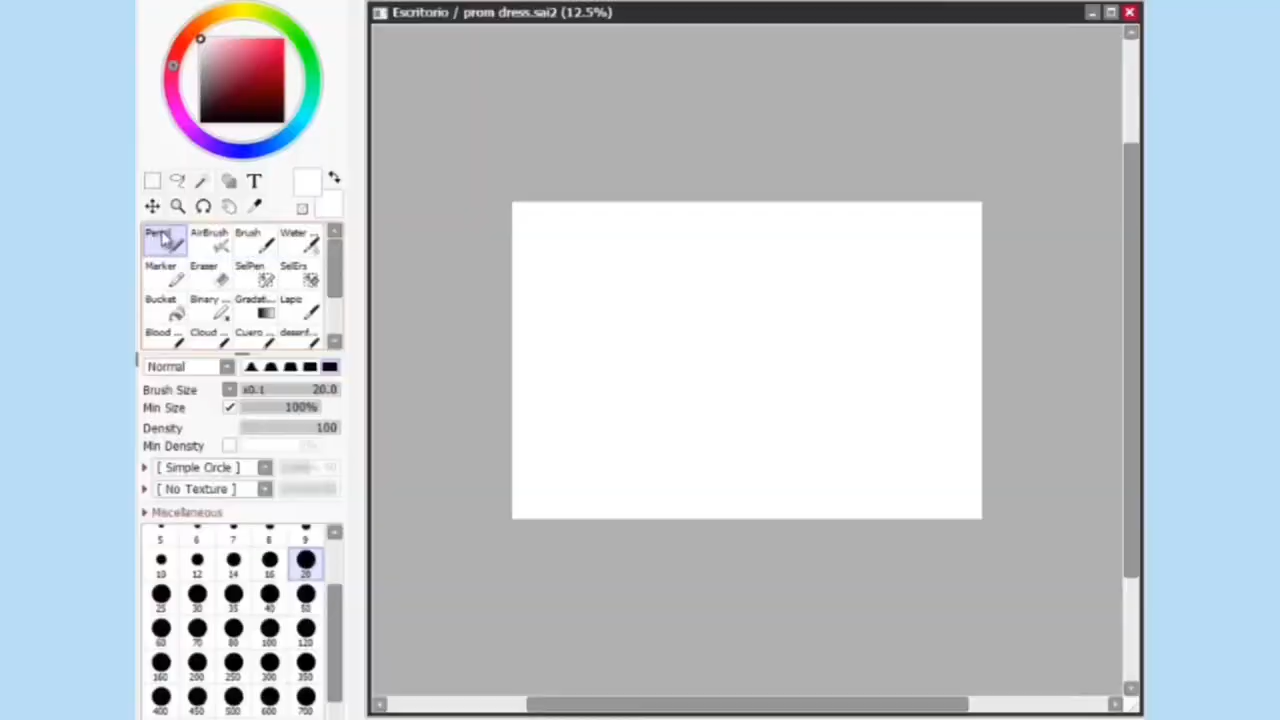 Escritorio / prom dress.sai2 (12.5%)
T
Pencil AirBrush Brush Water ...
Marker Eraser SelPen SelErs
Bucket Binary ... Gradati... Lapiz
Blood ... Cloud ... Cuero ...
Normal
Brush Size x0.1 20.0
Min Size 100%
Density 100
Min Density
[ Simple Circle ]
[ No Texture ]
Miscellaneous
5 6 7 8 9
10 12 14 16 20
25 30 35 40 50
60 70 80 100 120
160 200 250 300 350
400 450 500 600 700